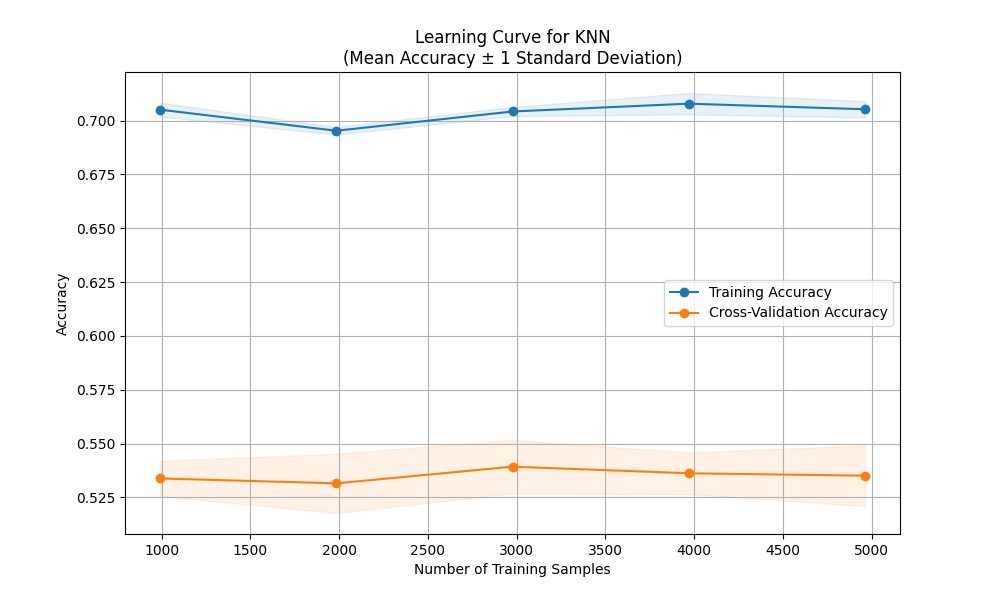 Learning Curve for KNN
(Mean Accuracy ± 1 Standard Deviation)
Accuracy
0.700
0.675
0.650
0.625
0.600
0.575
0.550
0.525
Training Accuracy
Cross-Validation Accuracy
1000 1500 2000 2500 3000 3500 4000 4500 5000
Number of Training Samples